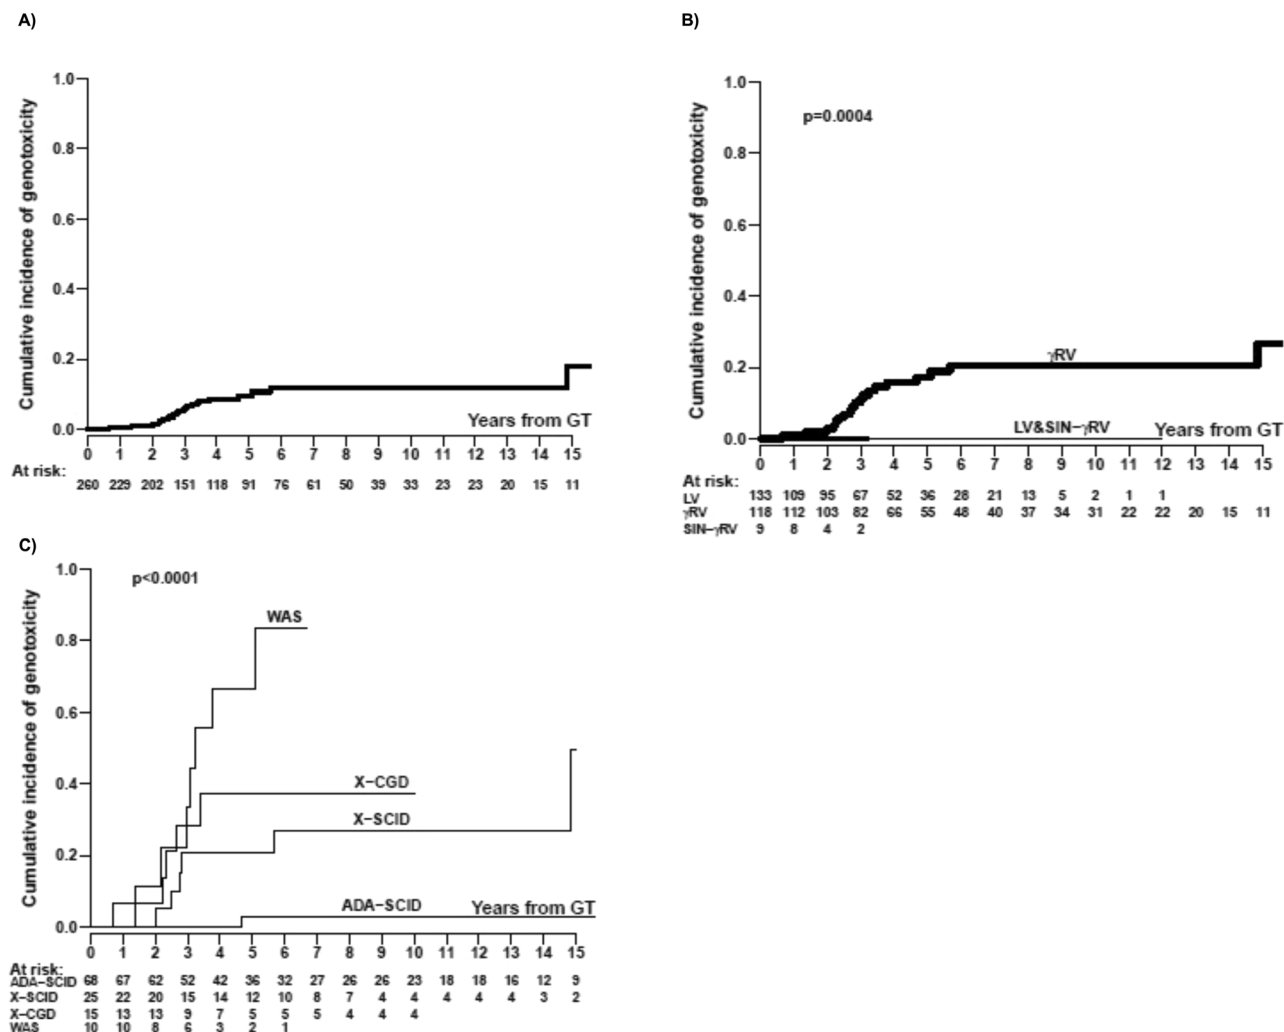 A)
Cumulative incidence of genotoxicity
1.0
0.8
0.6
0.4
0.2
0.0
Years from GT
0 1 2 3 4 5 6 7 8 9 10 11 12 13 14 15
At risk:
260 229 202 151 118 91 76 61 50 39 33 23 23 20 15 11
B)
Cumulative incidence of genotoxicity
1.0
0.8
0.6
0.4
0.2
0.0
p=0.0004
γRV
LV&SIN−γRV
Years from GT
0 1 2 3 4 5 6 7 8 9 10 11 12 13 14 15
At risk:
LV 133 109 95 67 52 36 28 21 13 5 2 1 1
γRV 118 112 103 82 66 55 48 40 37 34 31 22 22 20 15 11
SIN−γRV 9 8 4 2
C)
Cumulative incidence of genotoxicity
1.0
0.8
0.6
0.4
0.2
0.0
p<0.0001
WAS
X−CGD
X−SCID
ADA−SCID
Years from GT
0 1 2 3 4 5 6 7 8 9 10 11 12 13 14 15
At risk:
ADA−SCID 68 67 62 52 42 36 32 27 26 26 23 18 18 16 12 9
X−SCID 25 22 20 15 14 12 10 8 7 4 4 4 4 4 3 2
X−CGD 15 13 13 9 7 5 5 5 4 4 4
WAS 10 10 8 6 3 2 1